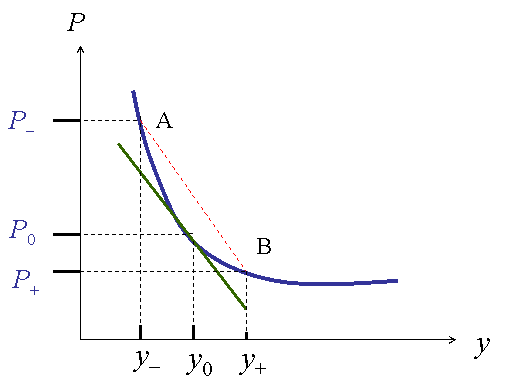 P
P₋ A
P₀
B
P₊
y₋ y₀ y₊ y